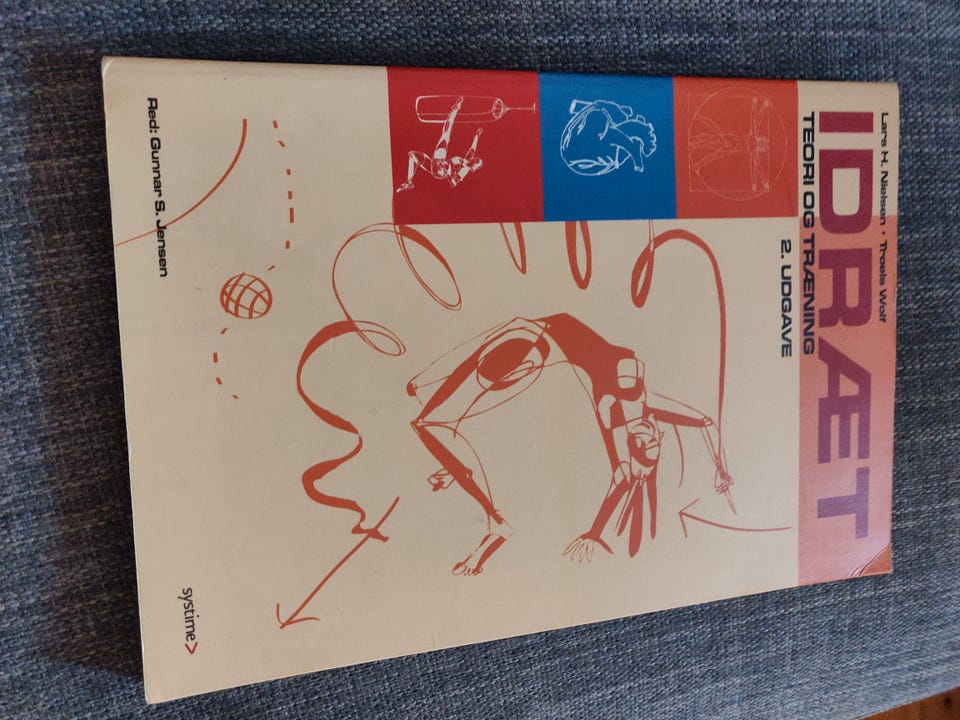 Lars H. Nielsen • Troels Wolf
IDRÆT
TEORI OG TRÆNING
2. UDGAVE
Red: Gunnar S. Jensen
systime>